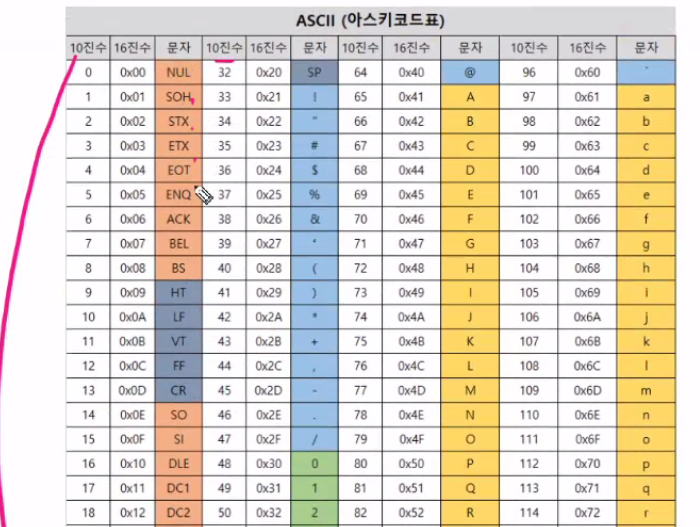 ASCII (아스키코드표)
10진수 16진수 문자 10진수 16진수 문자 10진수 16진수 문자 10진수 16진수 문자
0 0x00 NUL 32 0x20 SP 64 0x40 @ 96 0x60 `
1 0x01 SOH 33 0x21 ! 65 0x41 A 97 0x61 a
2 0x02 STX 34 0x22 " 66 0x42 B 98 0x62 b
3 0x03 ETX 35 0x23 # 67 0x43 C 99 0x63 c
4 0x04 EOT 36 0x24 $ 68 0x44 D 100 0x64 d
5 0x05 ENQ 37 0x25 % 69 0x45 E 101 0x65 e
6 0x06 ACK 38 0x26 & 70 0x46 F 102 0x66 f
7 0x07 BEL 39 0x27 ' 71 0x47 G 103 0x67 g
8 0x08 BS 40 0x28 ( 72 0x48 H 104 0x68 h
9 0x09 HT 41 0x29 ) 73 0x49 I 105 0x69 i
10 0x0A LF 42 0x2A * 74 0x4A J 106 0x6A j
11 0x0B VT 43 0x2B + 75 0x4B K 107 0x6B k
12 0x0C FF 44 0x2C , 76 0x4C L 108 0x6C l
13 0x0D CR 45 0x2D - 77 0x4D M 109 0x6D m
14 0x0E SO 46 0x2E . 78 0x4E N 110 0x6E n
15 0x0F SI 47 0x2F / 79 0x4F O 111 0x6F o
16 0x10 DLE 48 0x30 0 80 0x50 P 112 0x70 p
17 0x11 DC1 49 0x31 1 81 0x51 Q 113 0x71 q
18 0x12 DC2 50 0x32 2 82 0x52 R 114 0x72 r